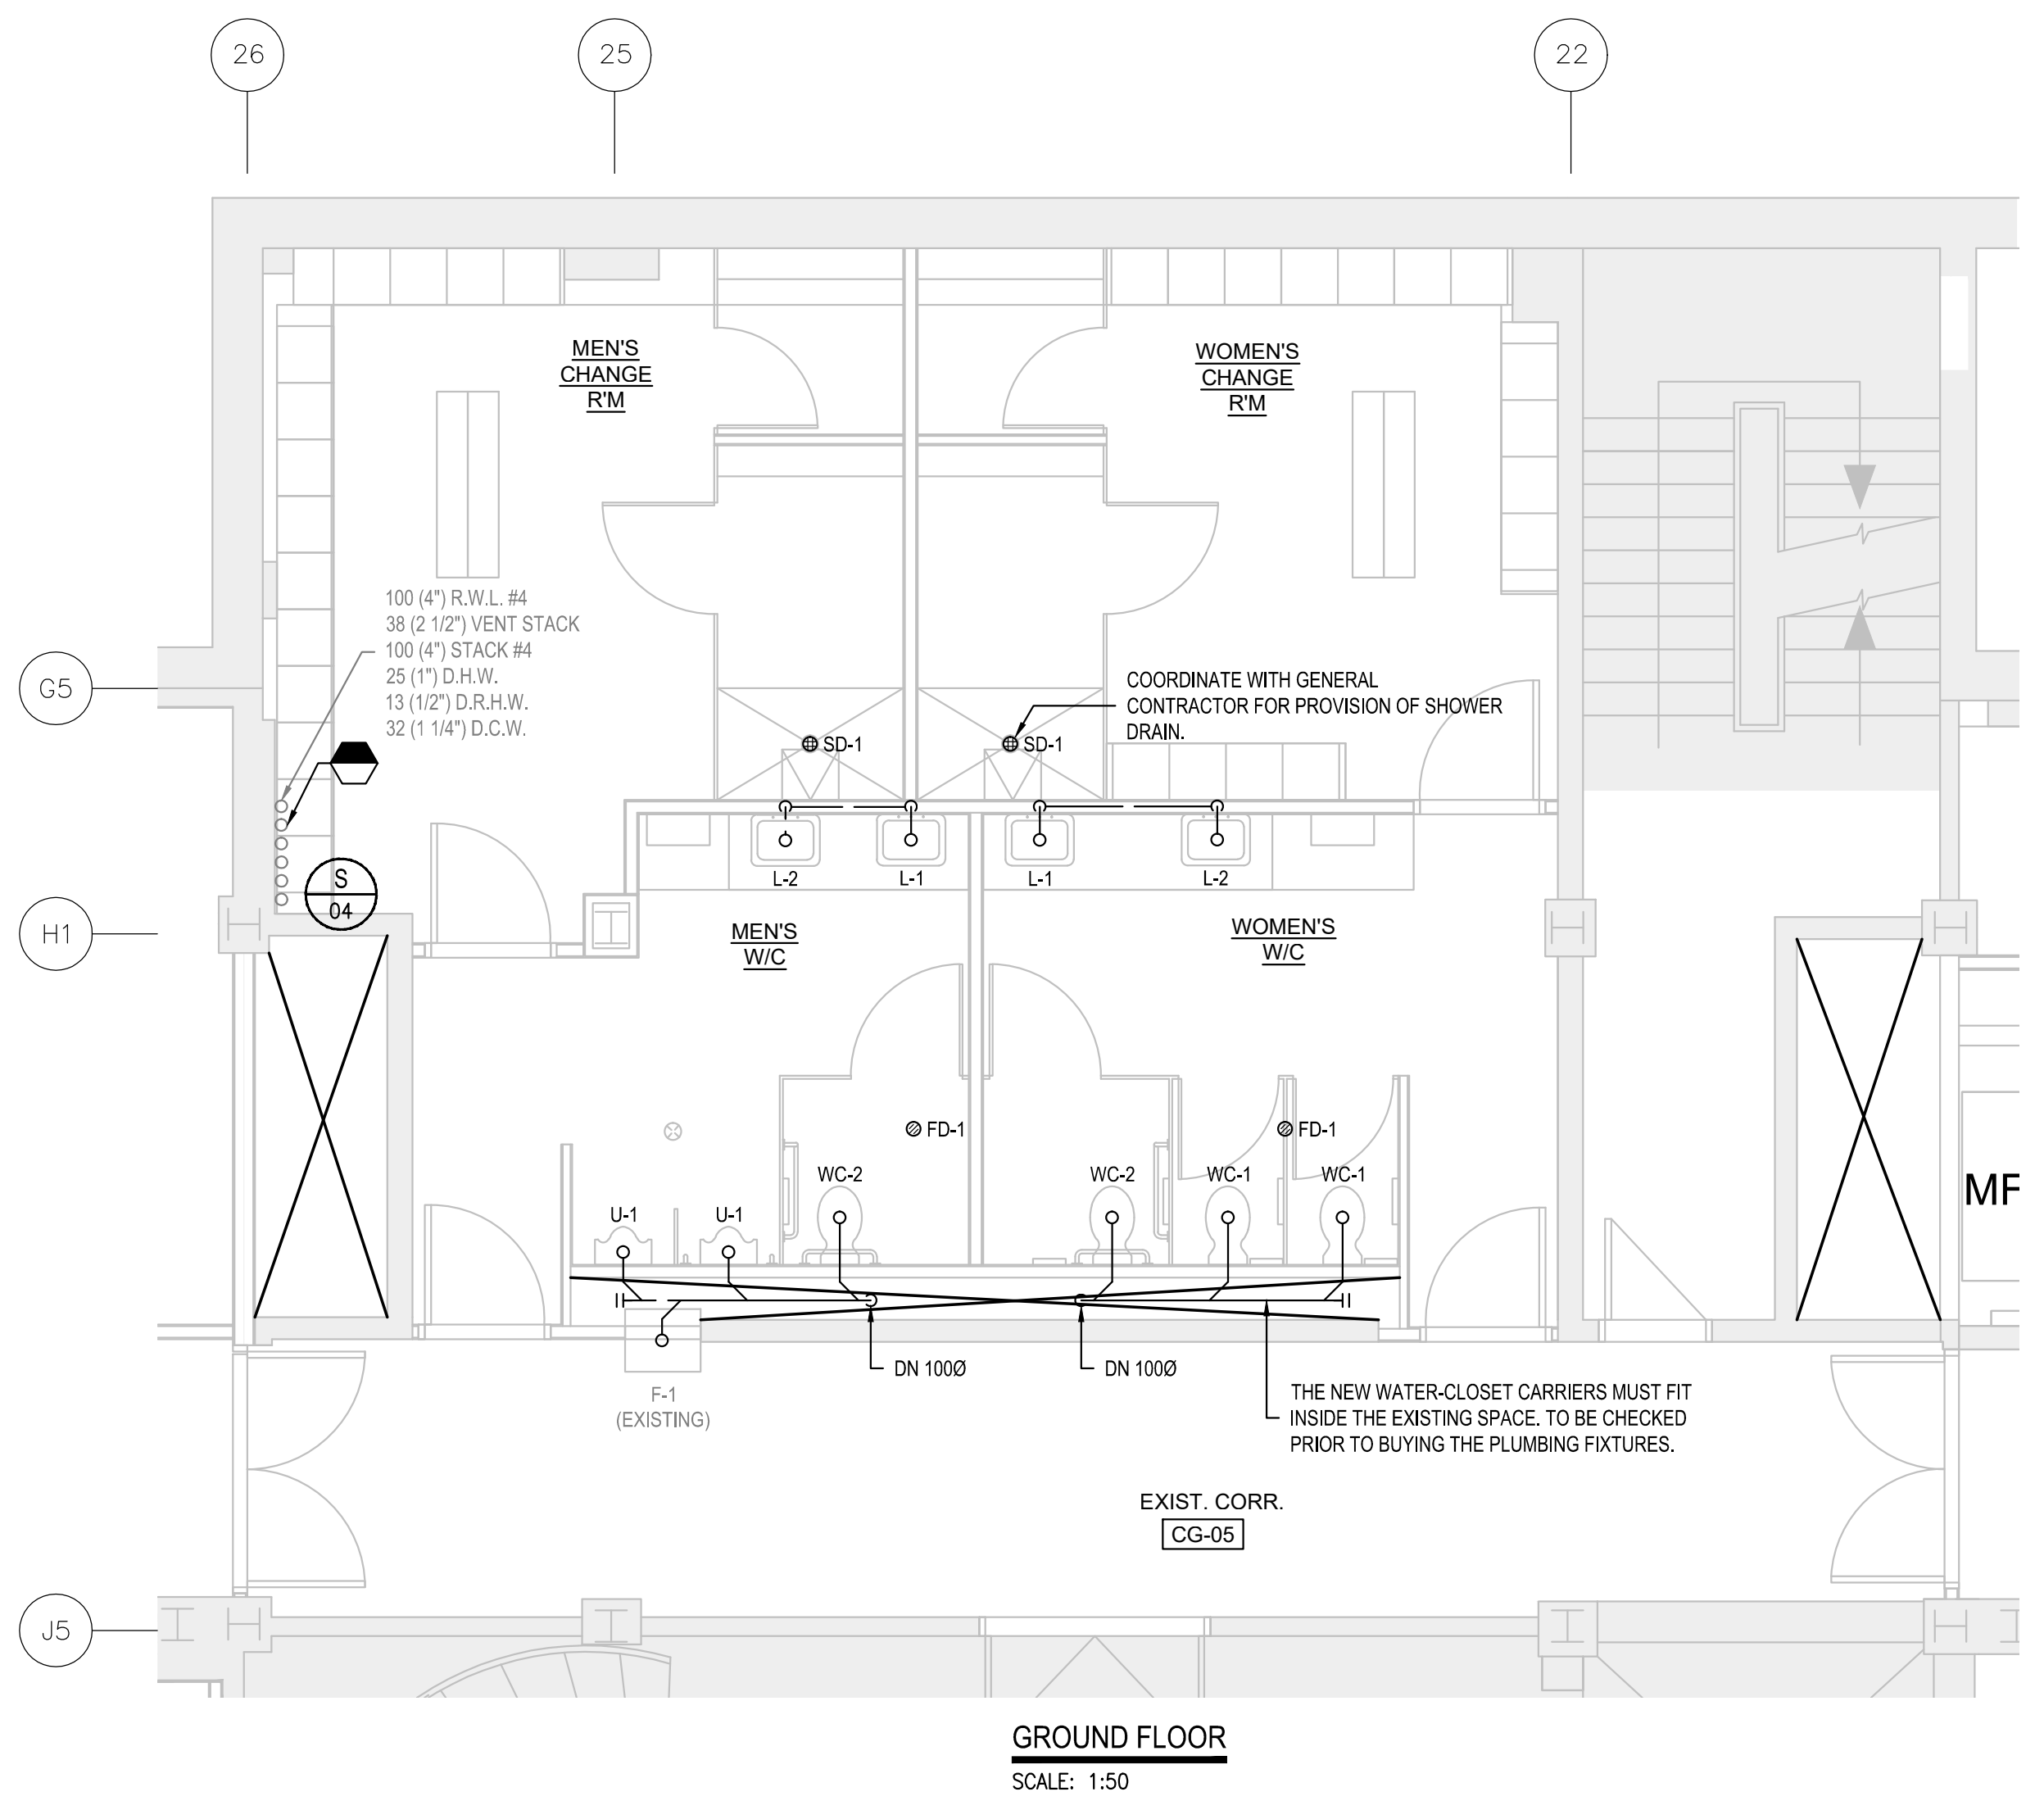 26
25
22
MEN'S
CHANGE
R'M
WOMEN'S
CHANGE
R'M
100 (4") R.W.L. #4
38 (2 1/2") VENT STACK
100 (4") STACK #4
25 (1") D.H.W.
13 (1/2") D.R.H.W.
32 (1 1/4") D.C.W.
G5
COORDINATE WITH GENERAL
CONTRACTOR FOR PROVISION OF SHOWER
DRAIN.
SD-1
SD-1
S
04
L-2
L-1
L-1
L-2
H1
MEN'S
W/C
WOMEN'S
W/C
FD-1
FD-1
WC-2
WC-2
WC-1
WC-1
MF
U-1
U-1
DN 100Ø
DN 100Ø
F-1
(EXISTING)
THE NEW WATER-CLOSET CARRIERS MUST FIT
INSIDE THE EXISTING SPACE. TO BE CHECKED
PRIOR TO BUYING THE PLUMBING FIXTURES.
EXIST. CORR.
CG-05
J5
GROUND FLOOR
SCALE: 1:50